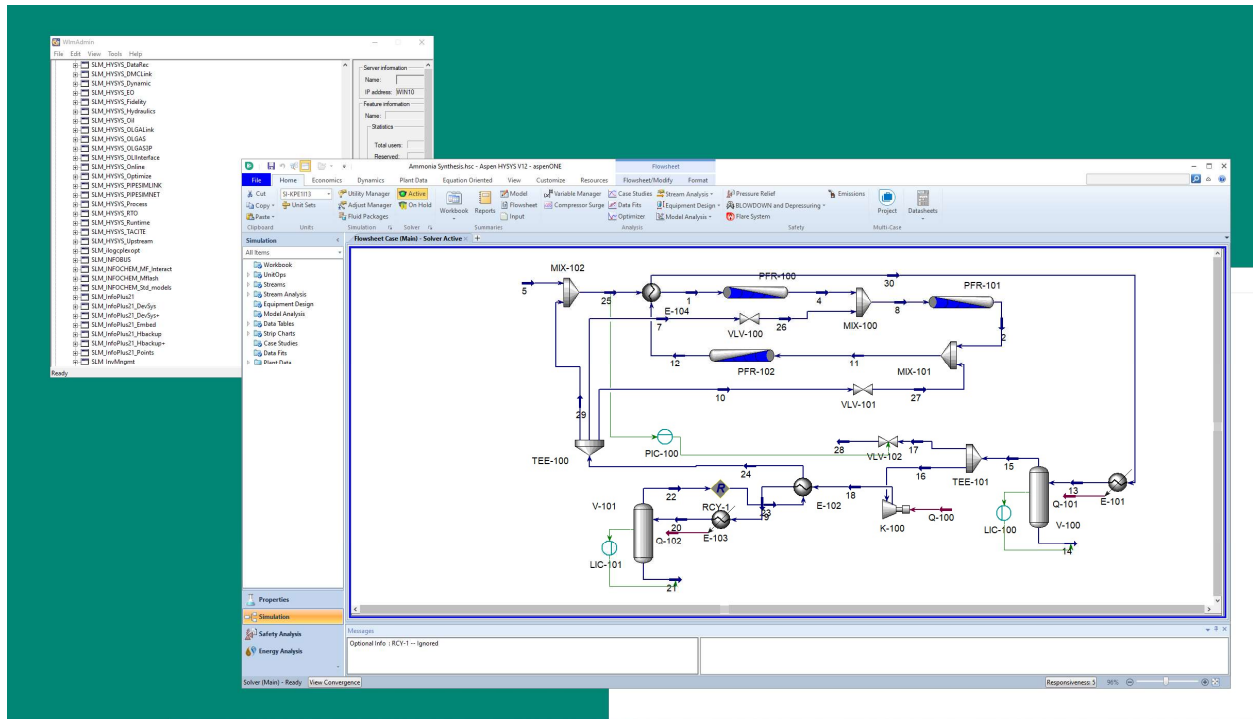 WlmAdmin
File Edit View Tools Help
SLM_HYSYS_DataRec
SLM_HYSYS_DMCLink
SLM_HYSYS_Dynamic
SLM_HYSYS_EO
SLM_HYSYS_Fidelity
SLM_HYSYS_Hydraulics
SLM_HYSYS_Oil
SLM_HYSYS_OLGALink
SLM_HYSYS_OLGAS
SLM_HYSYS_OLGAS3P
SLM_HYSYS_OLIInterface
SLM_HYSYS_Online
SLM_HYSYS_Optimize
SLM_HYSYS_PIPESIMLINK
SLM_HYSYS_PIPESIMNET
SLM_HYSYS_Process
SLM_HYSYS_RTO
SLM_HYSYS_Runtime
SLM_HYSYS_TACITE
SLM_HYSYS_Upstream
SLM_ilogcplexopt
SLM_INFOBUS
SLM_INFOCHEM_MF_Interact
SLM_INFOCHEM_Mflash
SLM_INFOCHEM_Std_models
SLM_InfoPlus21
SLM_InfoPlus21_DevSys
SLM_InfoPlus21_DevSys+
SLM_InfoPlus21_Embed
SLM_InfoPlus21_Hbackup
SLM_InfoPlus21_Hbackup+
SLM_InfoPlus21_Points
SLM_InvMngmt
Ready
Server information
Name:
IP address: WIN10
Feature information
Name:
Statistics
Total users:
Reserved:
Ammonia Synthesis.hsc - Aspen HYSYS V12 - aspenONE
Flowsheet
File Home Economics Dynamics Plant Data Equation Oriented View Customize Resources Flowsheet/Modify Format
Cut
Copy
Paste
Clipboard
SI-KPE1113
Unit Sets
Units
Utility Manager
Adjust Manager
Fluid Packages
Simulation
Active
On Hold
Solver
Workbook
Reports
Model
Flowsheet
Input
Summaries
Variable Manager
Compressor Surge
Case Studies
Data Fits
Optimizer
Stream Analysis
Equipment Design
Model Analysis
Analysis
Pressure Relief
BLOWDOWN and Depressuring
Flare System
Emissions
Safety
Project
Datasheets
Multi-Case
Simulation
All Items
Workbook
UnitOps
Streams
Stream Analysis
Equipment Design
Model Analysis
Data Tables
Strip Charts
Case Studies
Data Fits
Plant Data
Properties
Simulation
Safety Analysis
Energy Analysis
Flowsheet Case (Main) - Solver Active
+
MIX-102
5
25
E-104
1
PFR-100
4
30
PFR-101
8
MIX-100
2
7
VLV-100
26
12
PFR-102
11
MIX-101
10
VLV-101
27
29
TEE-100
PIC-100
28
VLV-102
17
15
24
16
TEE-101
13
Q-101
E-101
22
V-101
RCY-1
23
19
E-102
18
K-100
Q-100
LIC-100
V-100
14
20
Q-102
E-103
LIC-101
21
Messages
Optional Info : RCY-1 -- Ignored
Solver (Main) - Ready
View Convergence
Responsiveness: 5
98%